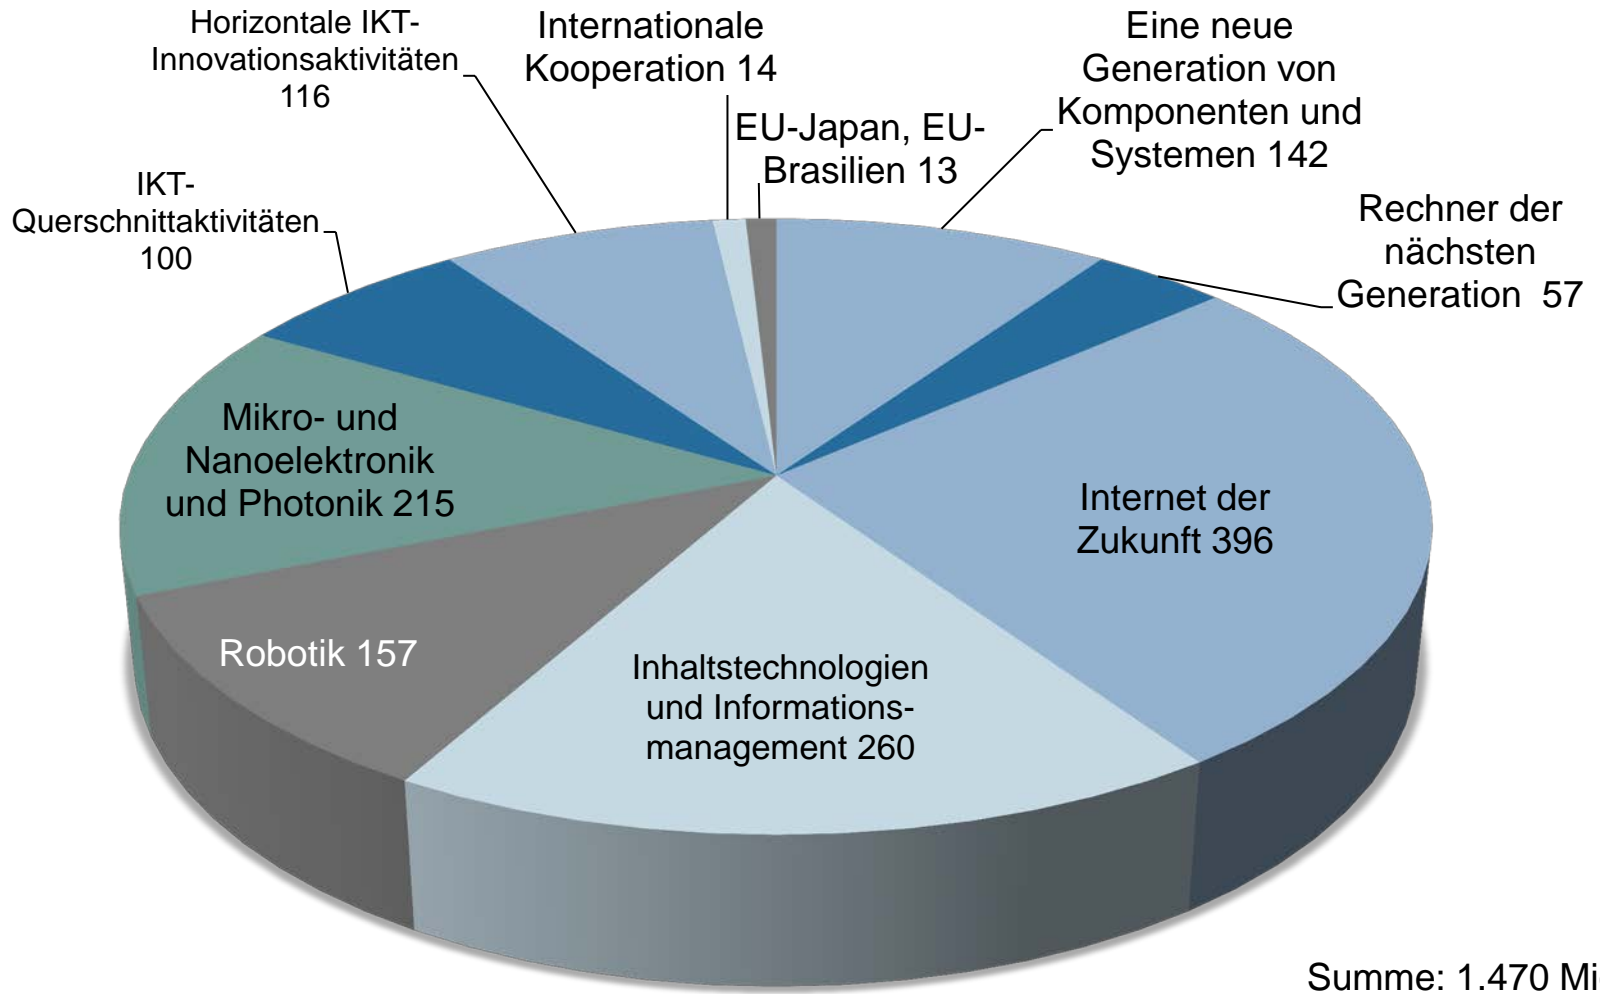 Horizontale IKT-
Innovationsaktivitäten
116
Internationale
Kooperation 14
EU-Japan, EU-
Brasilien 13
Eine neue
Generation von
Komponenten und
Systemen 142
Rechner der
nächsten
Generation 57
IKT-
Querschnittaktivitäten
100
Mikro- und
Nanoelektronik
und Photonik 215
Internet der
Zukunft 396
Robotik 157
Inhaltstechnologien
und Informations-
management 260
Summe: 1.470